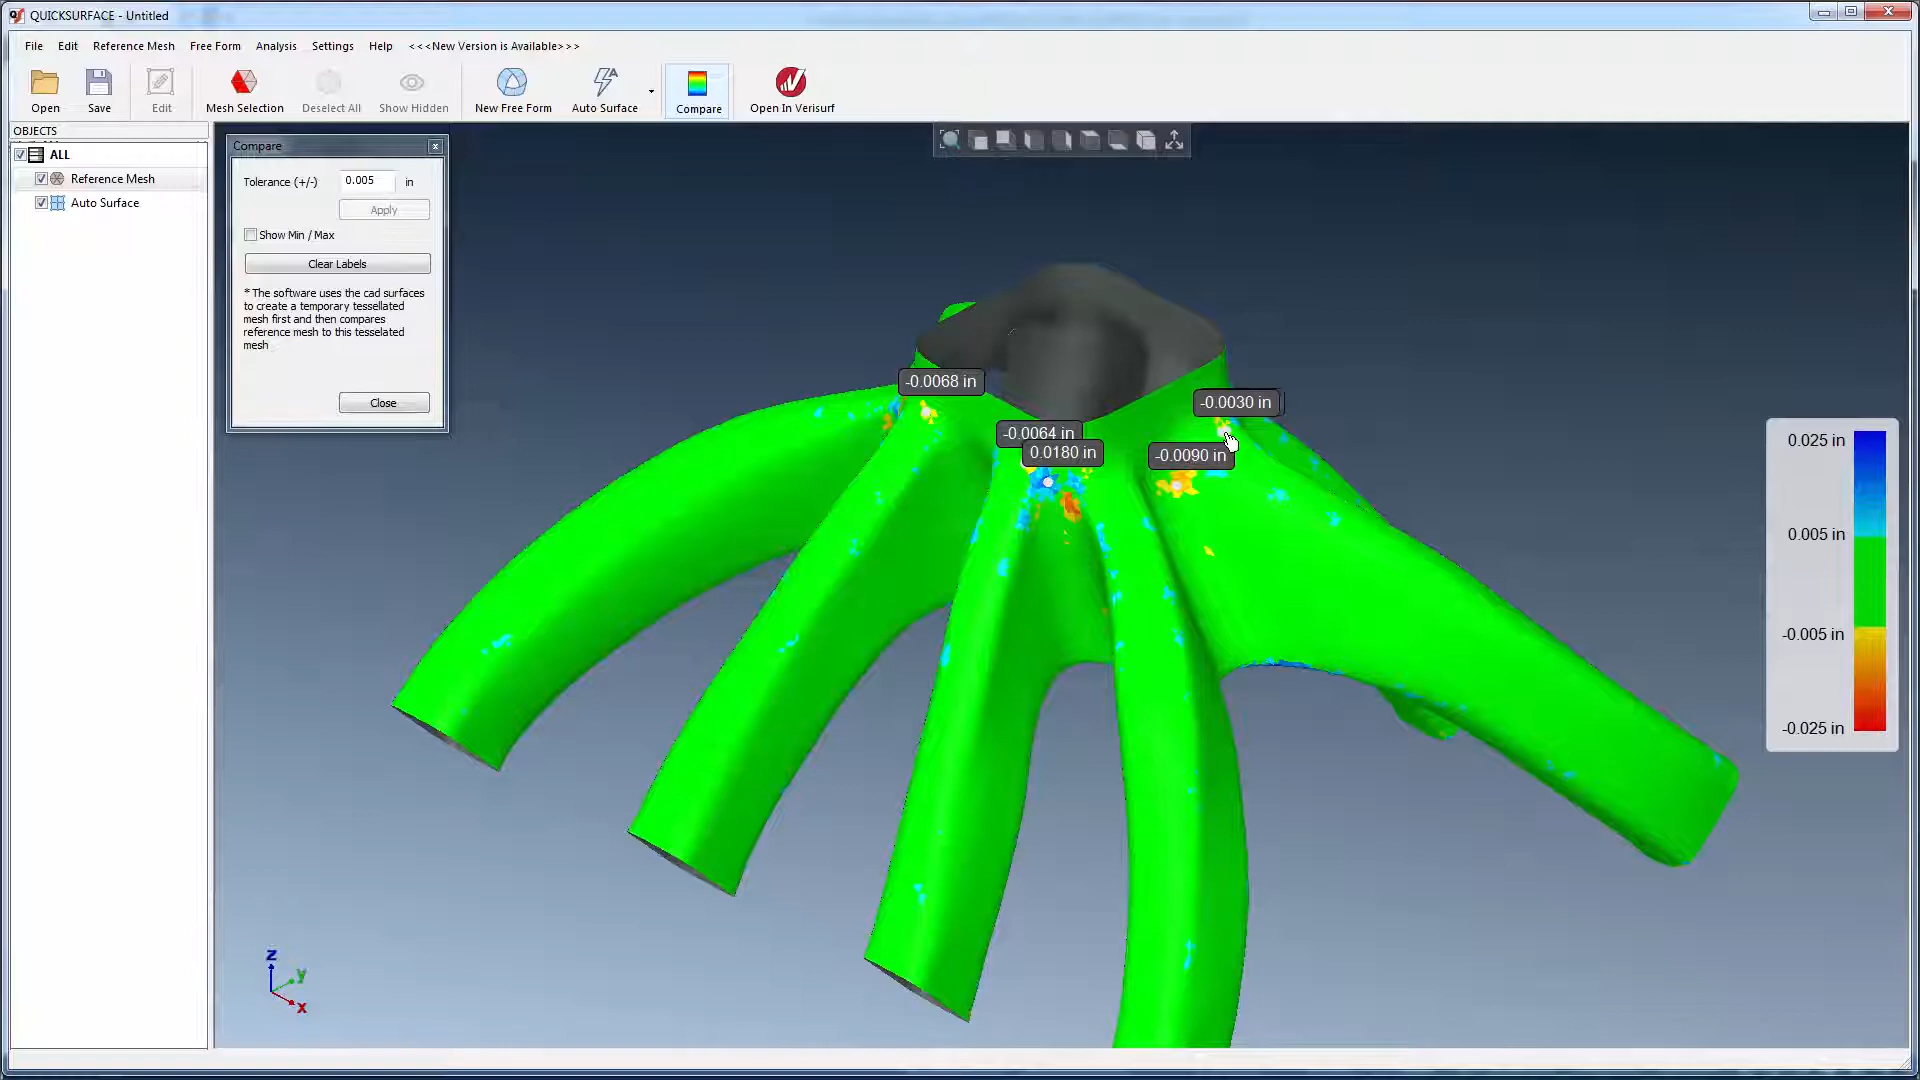 QUICKSURFACE - Untitled
File Edit Reference Mesh Free Form Analysis Settings Help <<<New Version is Available>>>
Open Save Edit Mesh Selection Deselect All Show Hidden New Free Form Auto Surface Compare Open In Verisurf
OBJECTS
ALL
Reference Mesh
Auto Surface
Compare
Tolerance (+/-) 0.005 in
Apply
Show Min / Max
Clear Labels
* The software uses the cad surfaces
to create a temporary tessellated
mesh first and then compares
reference mesh to this tesselated
mesh
Close
-0.0068 in
-0.0030 in
-0.0064 in
0.0180 in
-0.0090 in
0.025 in
0.005 in
-0.005 in
-0.025 in
z
y
x